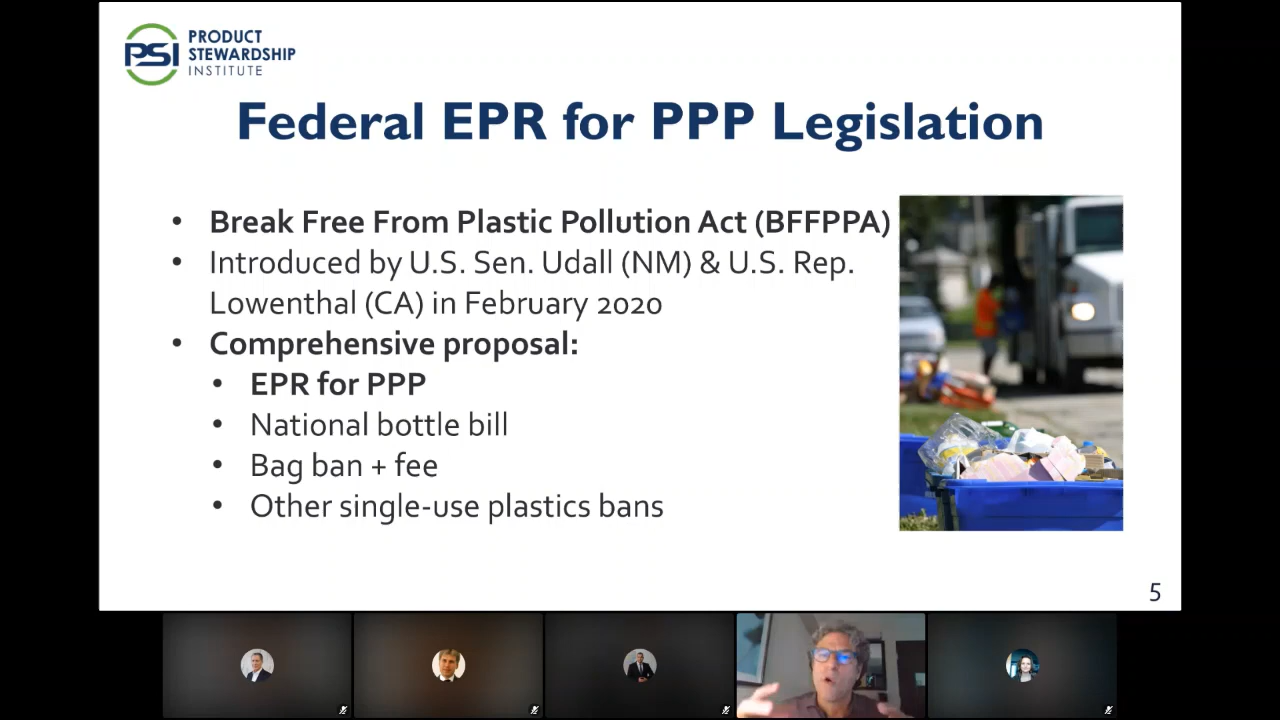 PSI
PRODUCT
STEWARDSHIP
INSTITUTE
Federal EPR for PPP Legislation
• Break Free From Plastic Pollution Act (BFFPPA)
• Introduced by U.S. Sen. Udall (NM) & U.S. Rep.
Lowenthal (CA) in February 2020
• Comprehensive proposal:
• EPR for PPP
• National bottle bill
• Bag ban + fee
• Other single-use plastics bans
5